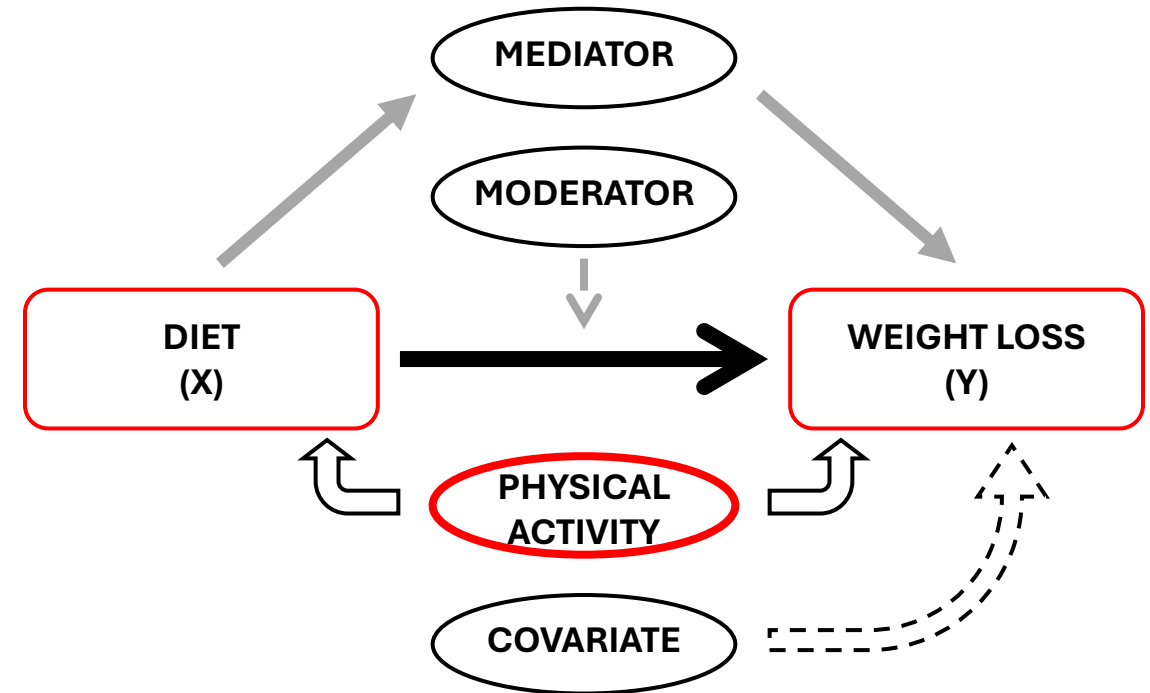 MEDIATOR
MODERATOR
DIET
(X)
WEIGHT LOSS
(Y)
PHYSICAL
ACTIVITY
COVARIATE